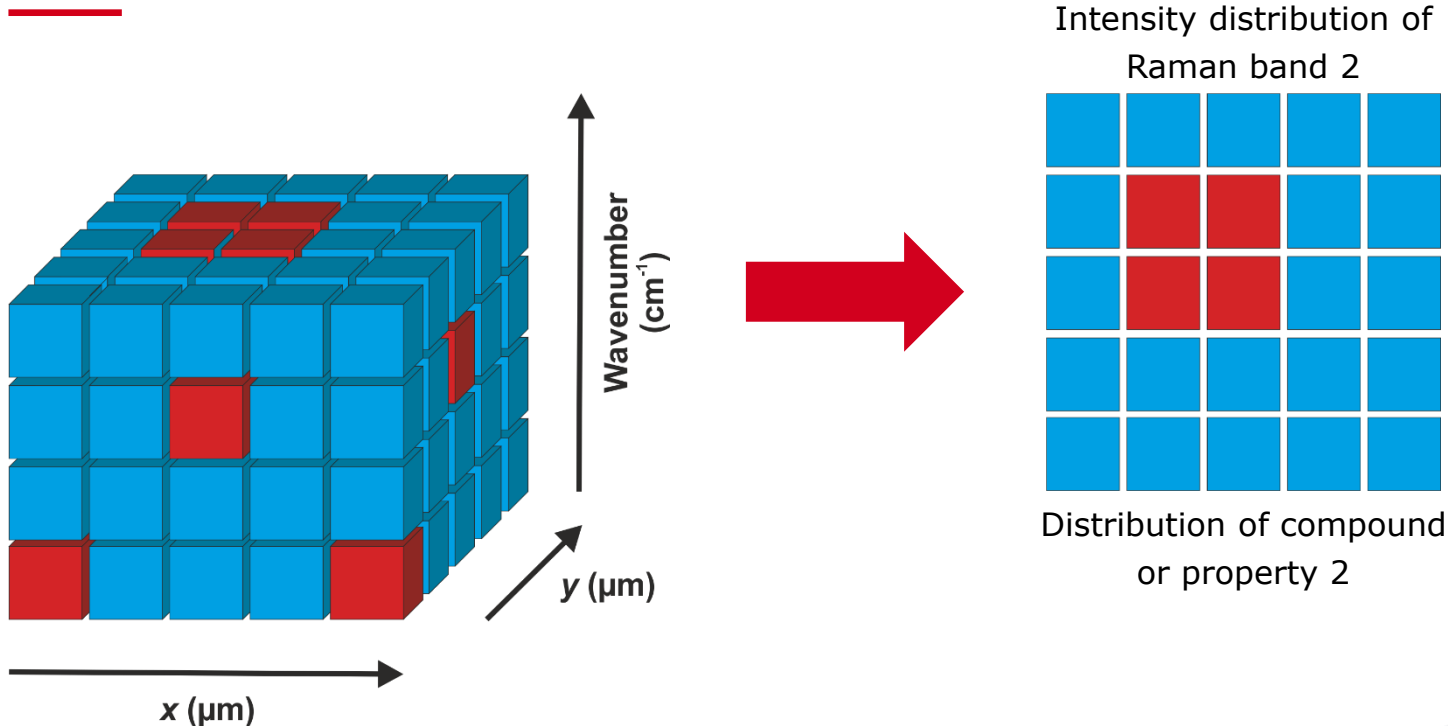 Intensity distribution of
Raman band 2
Wavenumber
(cm⁻¹)
y (µm)
x (µm)
Distribution of compound
or property 2